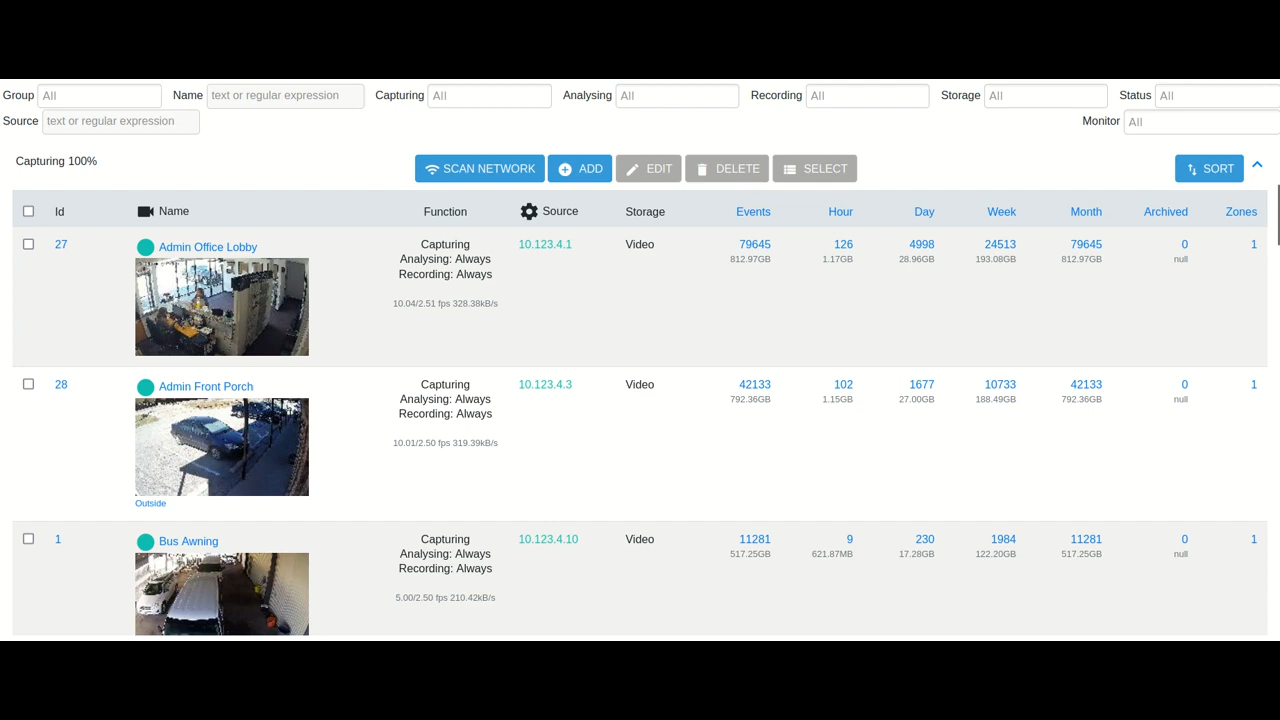 Group All Name text or regular expression Capturing All Analysing All Recording All Storage All Status All
Source text or regular expression Monitor All
Capturing 100% SCAN NETWORK ADD EDIT DELETE SELECT SORT
Id Name Function Source Storage Events Hour Day Week Month Archived Zones
27 Admin Office Lobby Capturing 10.123.4.1 Video 79645 126 4998 24513 79645 0 1
Analysing: Always 812.97GB 1.17GB 28.96GB 193.08GB 812.97GB null
Recording: Always
10.04/2.51 fps 328.38kB/s
28 Admin Front Porch Capturing 10.123.4.3 Video 42133 102 1677 10733 42133 0 1
Analysing: Always 792.36GB 1.15GB 27.00GB 188.49GB 792.36GB null
Recording: Always
10.01/2.50 fps 319.39kB/s
Outside
1 Bus Awning Capturing 10.123.4.10 Video 11281 9 230 1984 11281 0 1
Analysing: Always 517.25GB 621.87MB 17.28GB 122.20GB 517.25GB null
Recording: Always
5.00/2.50 fps 210.42kB/s